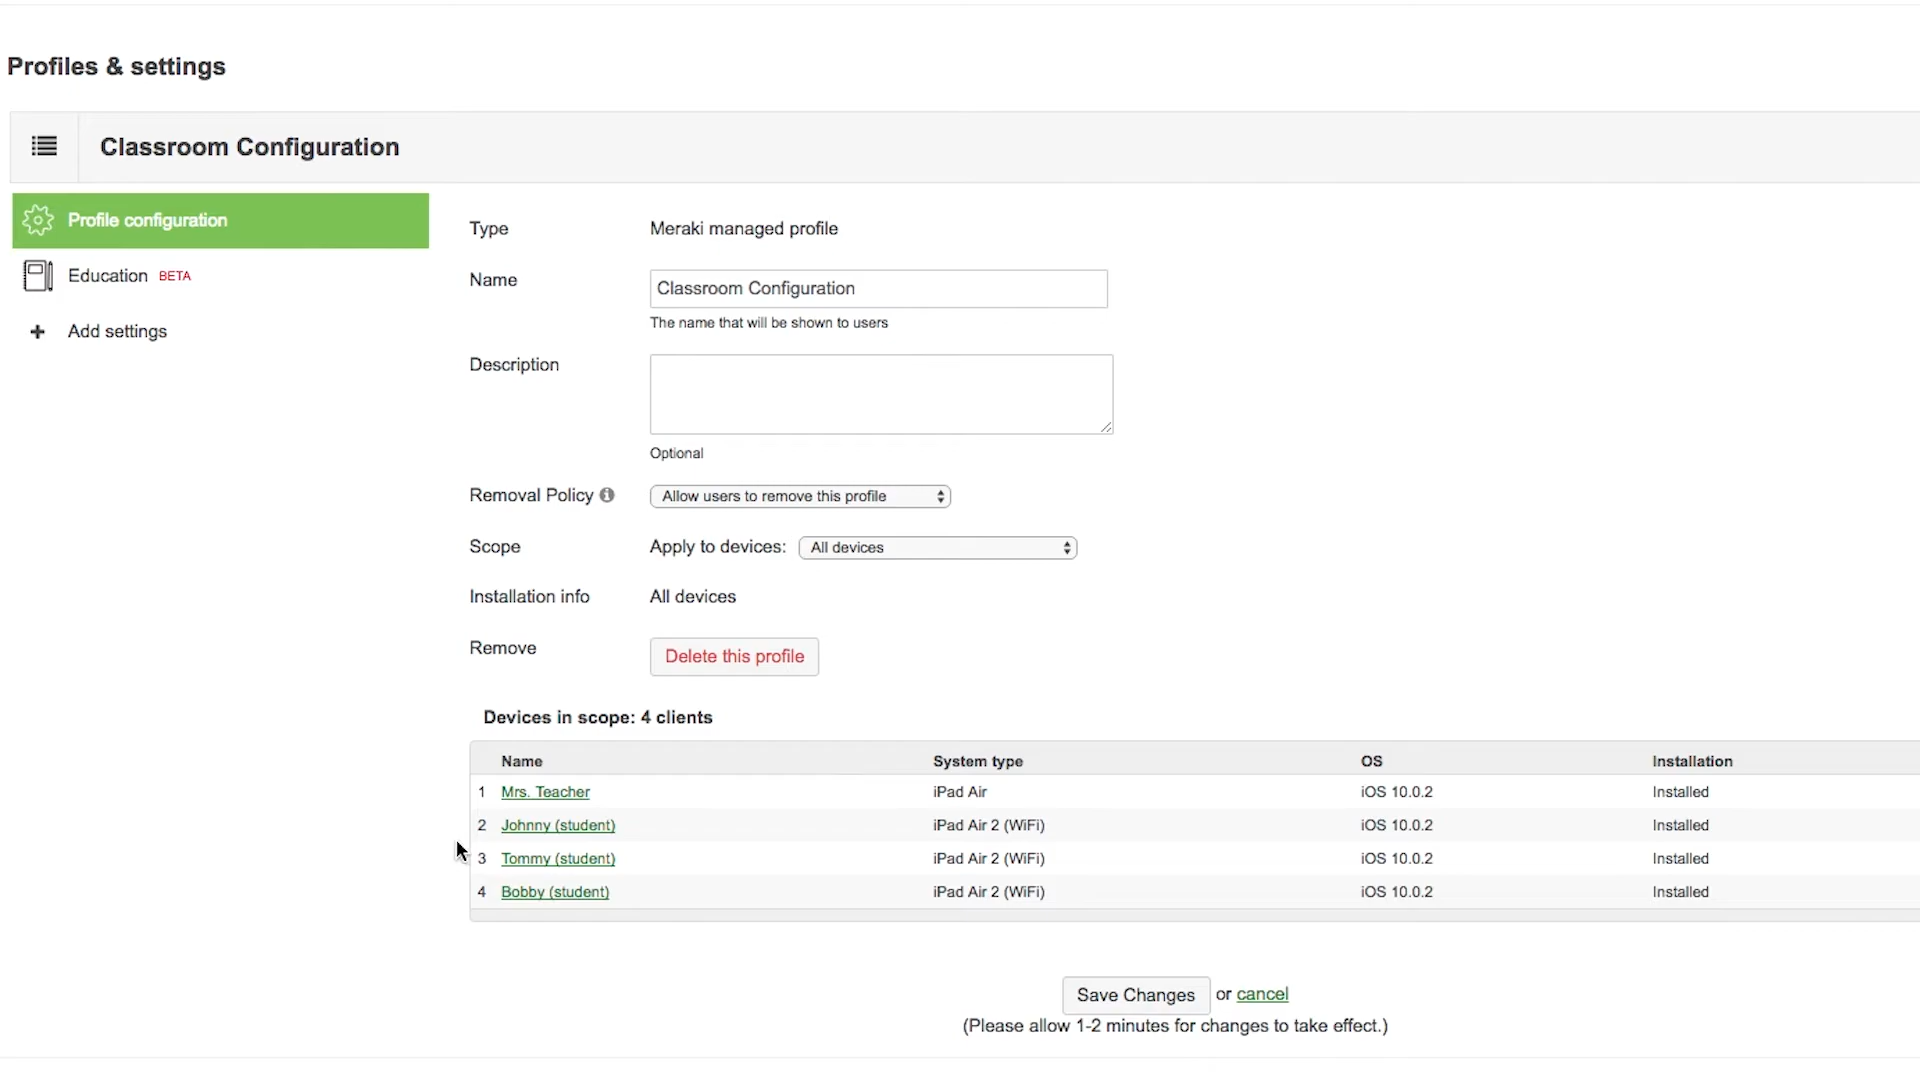 Profiles & settings
Classroom Configuration
Profile configuration
Education BETA
Add settings
Type Meraki managed profile
Name Classroom Configuration
The name that will be shown to users
Description
Optional
Removal Policy Allow users to remove this profile
Scope Apply to devices: All devices
Installation info All devices
Remove Delete this profile
Devices in scope: 4 clients
Name System type OS Installation
1 Mrs. Teacher iPad Air iOS 10.0.2 Installed
2 Johnny (student) iPad Air 2 (WiFi) iOS 10.0.2 Installed
3 Tommy (student) iPad Air 2 (WiFi) iOS 10.0.2 Installed
4 Bobby (student) iPad Air 2 (WiFi) iOS 10.0.2 Installed
Save Changes or cancel
(Please allow 1-2 minutes for changes to take effect.)